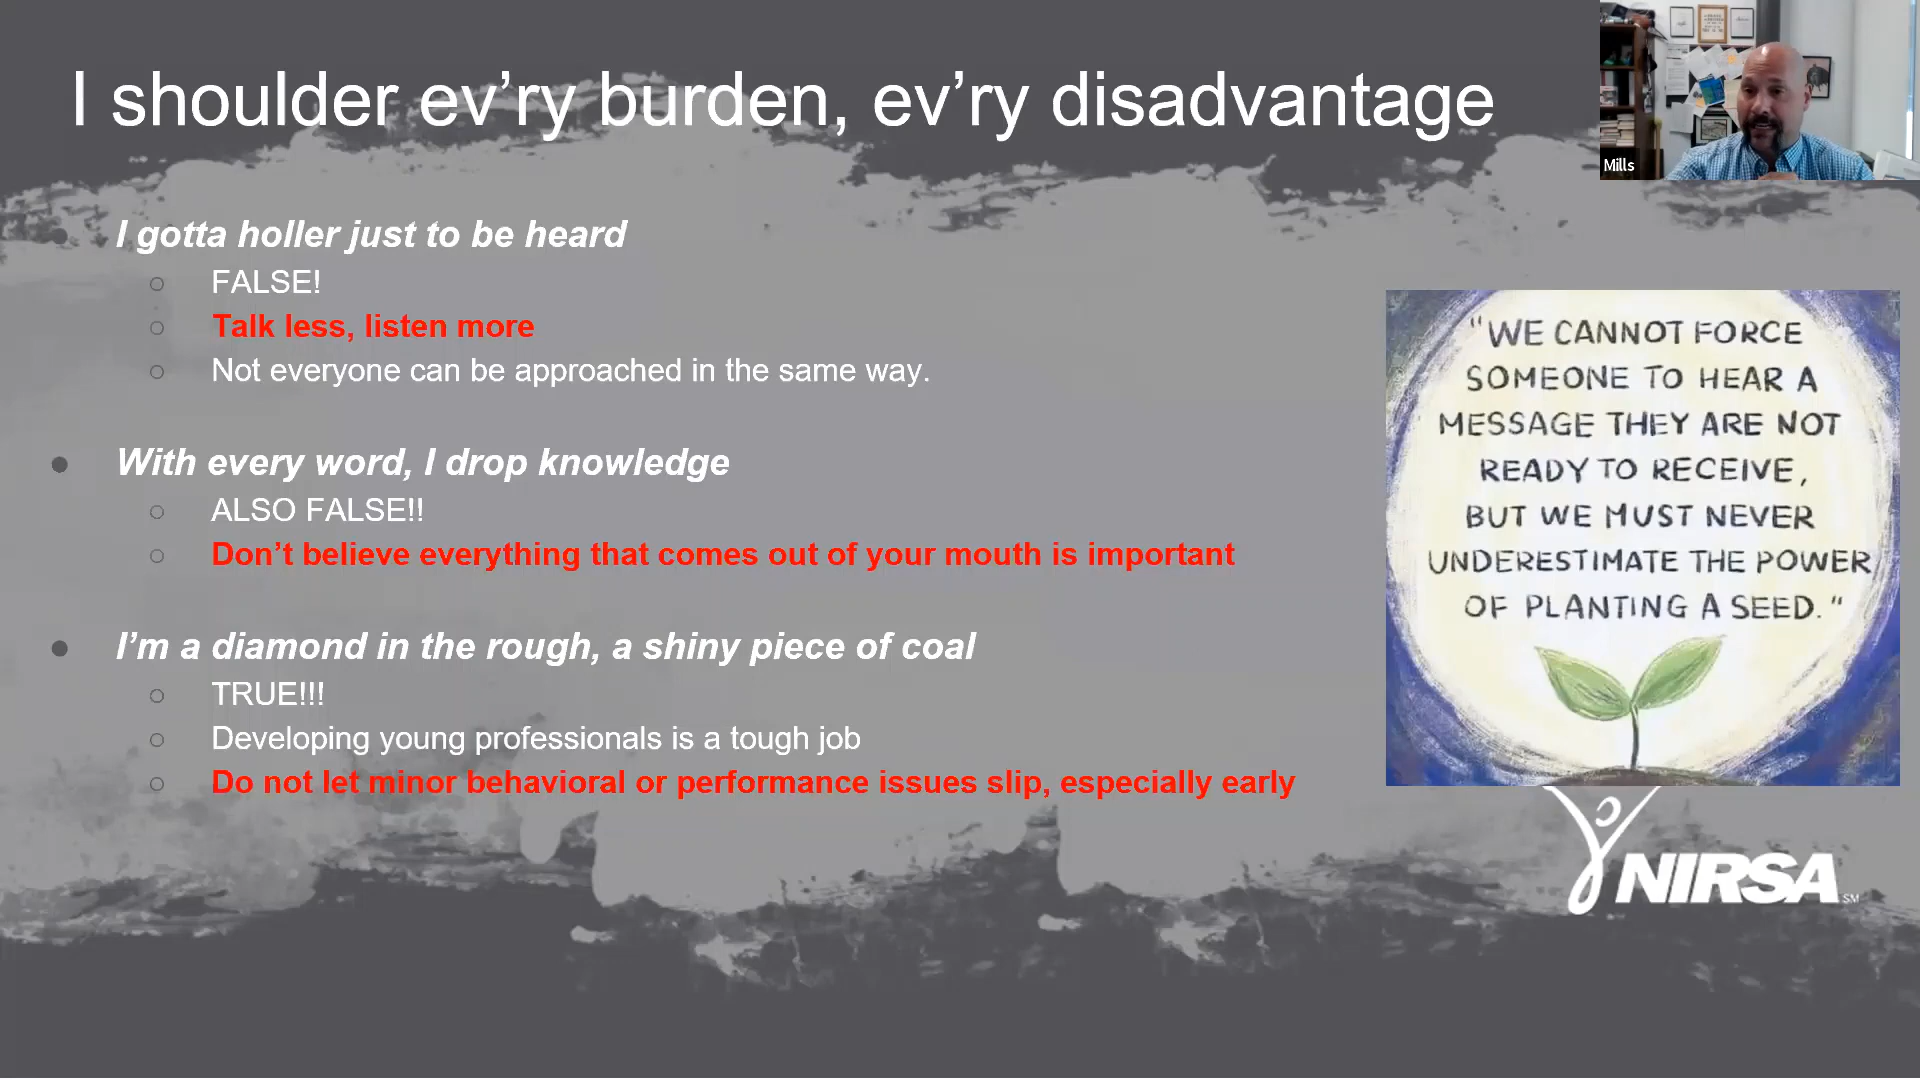 I shoulder ev’ry burden, ev’ry disadvantage
Mills
I gotta holler just to be heard
FALSE!
Talk less, listen more
Not everyone can be approached in the same way.
With every word, I drop knowledge
ALSO FALSE!!
Don’t believe everything that comes out of your mouth is important
I’m a diamond in the rough, a shiny piece of coal
TRUE!!!
Developing young professionals is a tough job
Do not let minor behavioral or performance issues slip, especially early
"WE CANNOT FORCE
SOMEONE TO HEAR A
MESSAGE THEY ARE NOT
READY TO RECEIVE,
BUT WE MUST NEVER
UNDERESTIMATE THE POWER
OF PLANTING A SEED."
NIRSA SM